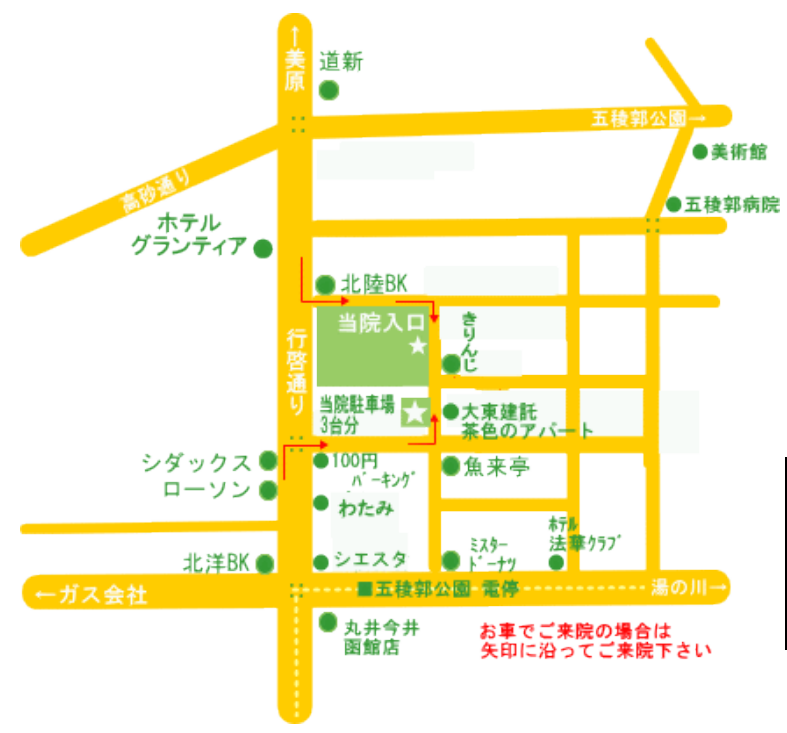 ↑美原
道新
五稜郭公園→
美術館
高砂通り
五稜郭病院
ホテル
グランティア
北陸BK
当院入口
きりんじ
行啓通り
当院駐車場
3台分
大東建託
茶色のアパート
シダックス
100円
パーキング
魚来亭
ローソン
わたみ
ホテル
法華クラブ
ミスター
ドーナツ
北洋BK
シエスタ
←ガス会社
■五稜郭公園 電停
湯の川→
丸井今井
函館店
お車でご来院の場合は
矢印に沿ってご来院下さい